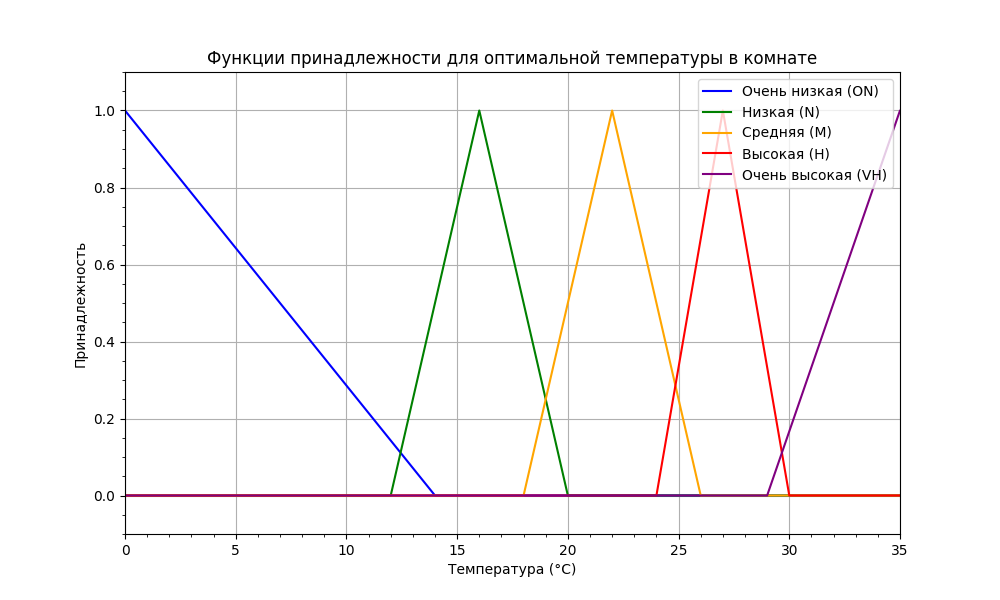 Функции принадлежности для оптимальной температуры в комнате
Очень низкая (ON)
Низкая (N)
Средняя (M)
Высокая (H)
Очень высокая (VH)
Принадлежность
1.0
0.8
0.6
0.4
0.2
0.0
0 5 10 15 20 25 30 35
Температура (°C)